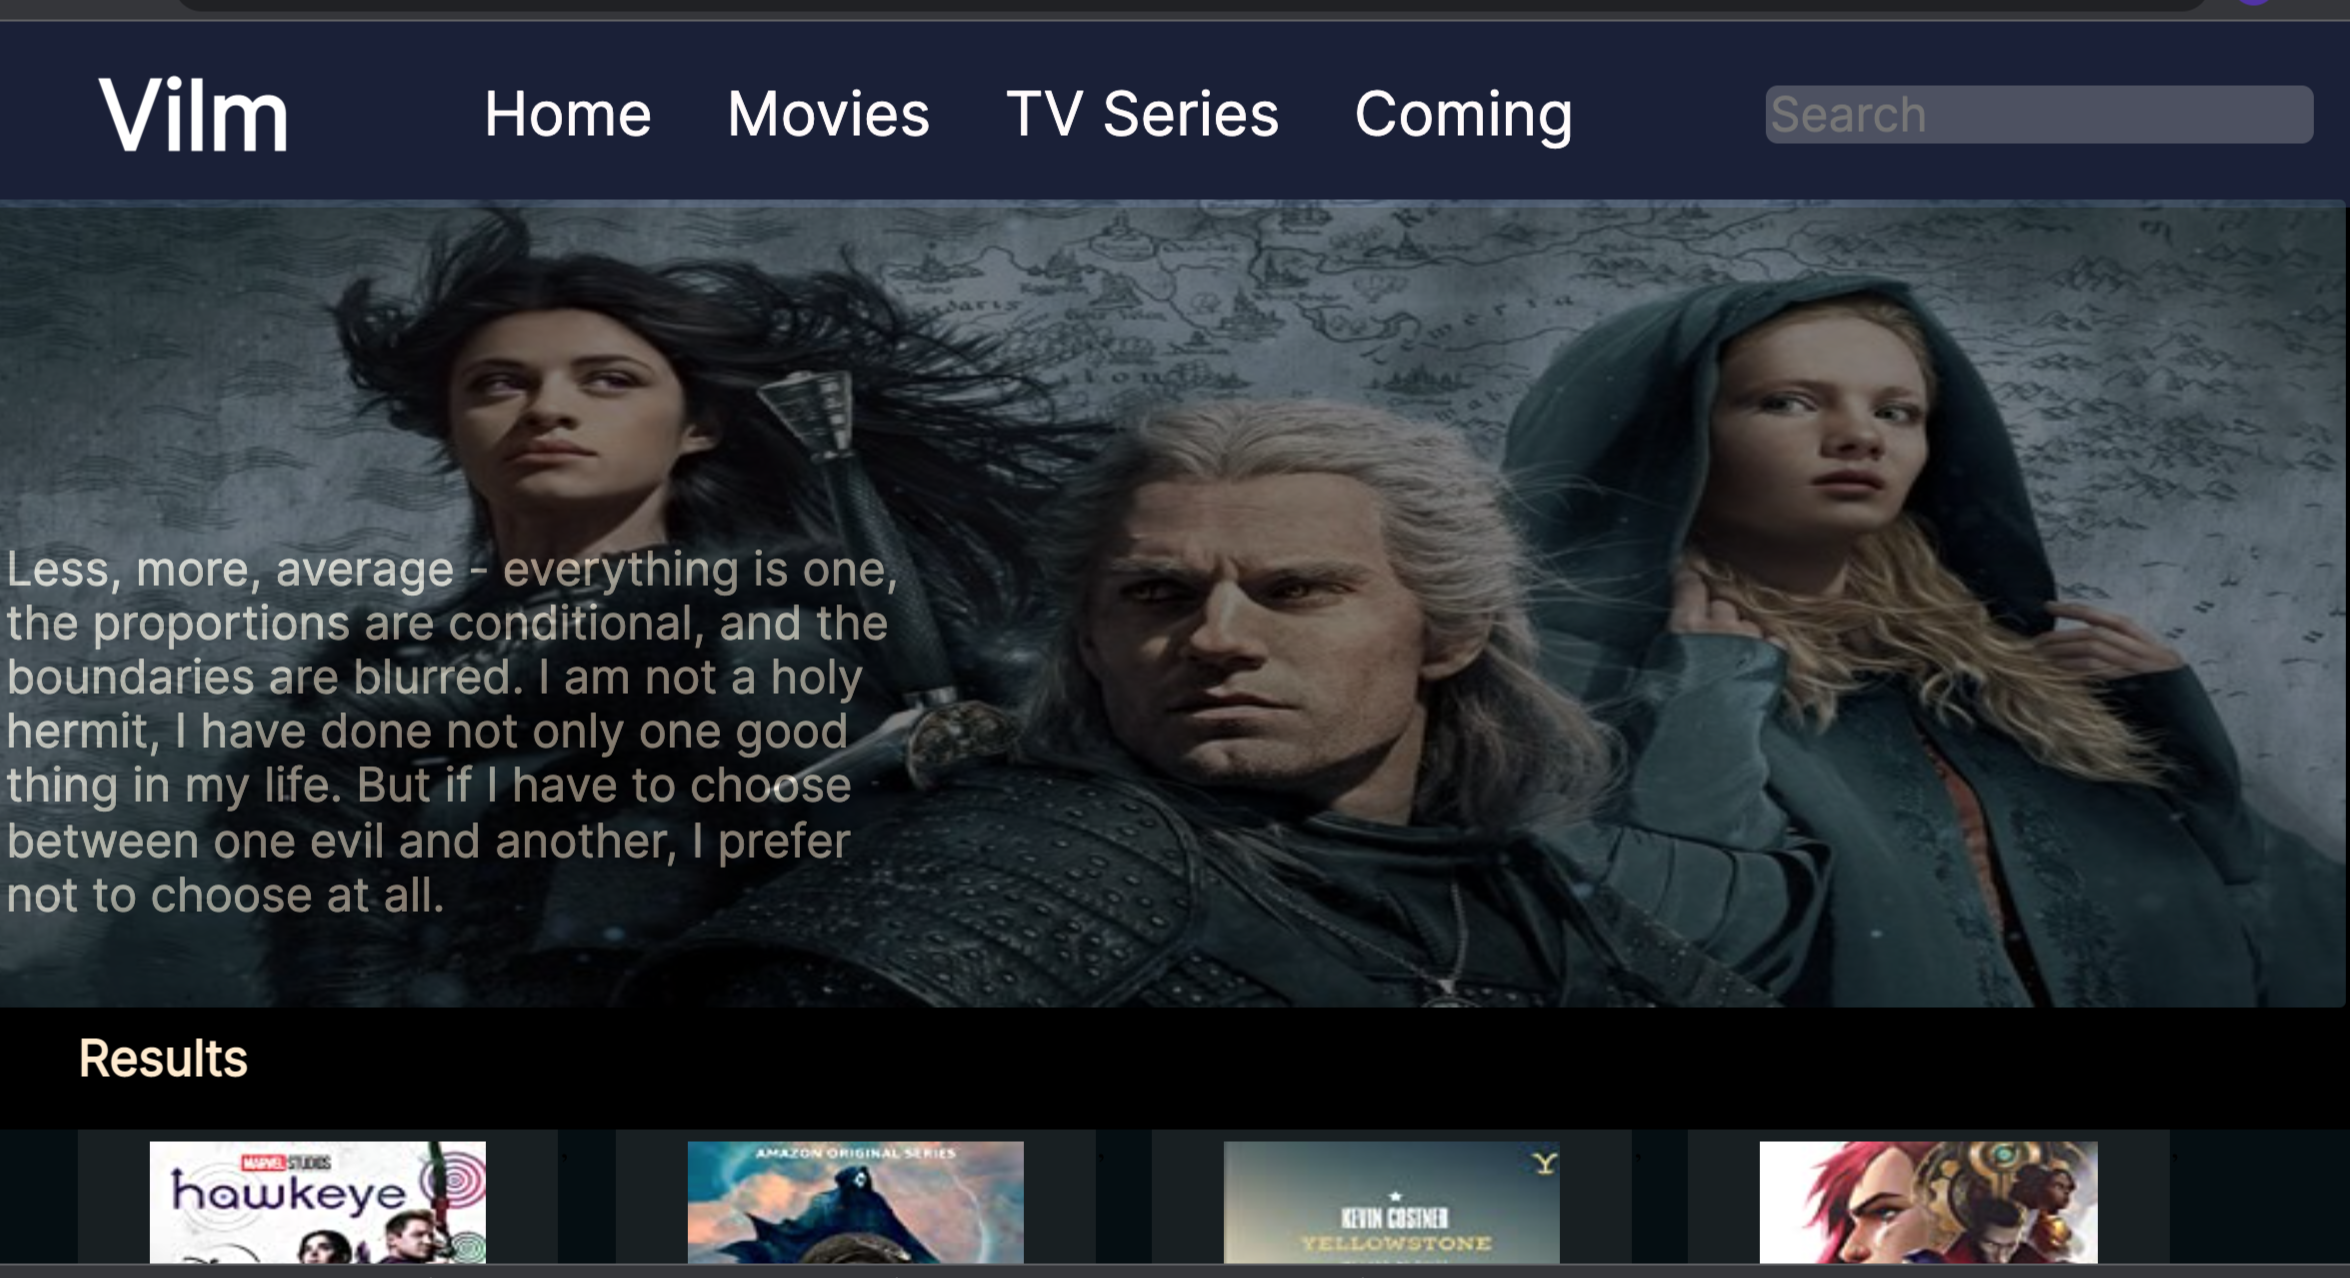 Vilm
Home Movies TV Series Coming
Search
Less, more, average - everything is one,
the proportions are conditional, and the
boundaries are blurred. I am not a holy
hermit, I have done not only one good
thing in my life. But if I have to choose
between one evil and another, I prefer
not to choose at all.
Results
MARVEL STUDIOS
hawkeye
AMAZON ORIGINAL SERIES
Y
KEVIN COSTNER
YELLOWSTONE